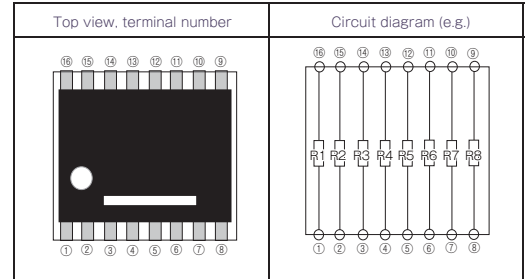 Top view, terminal number
Circuit diagram (e.g.)
⑯ ⑮ ⑭ ⑬ ⑫ ⑪ ⑩ ⑨
① ② ③ ④ ⑤ ⑥ ⑦ ⑧
⑯ ⑮ ⑭ ⑬ ⑫ ⑪ ⑩ ⑨
R1 R2 R3 R4 R5 R6 R7 R8
① ② ③ ④ ⑤ ⑥ ⑦ ⑧